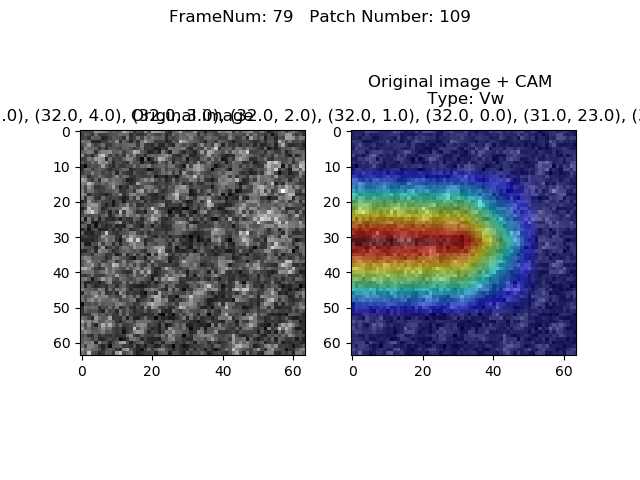 FrameNum: 79   Patch Number: 109
Original image + CAM
Type: Vw
.0), (32.0, 4.0), (32.0, 3.0), (32.0, 2.0), (32.0, 1.0), (32.0, 0.0), (31.0, 23.0), (3
Original image
0
10
20
30
40
50
60
0 20 40 60
0
10
20
30
40
50
60
0 20 40 60